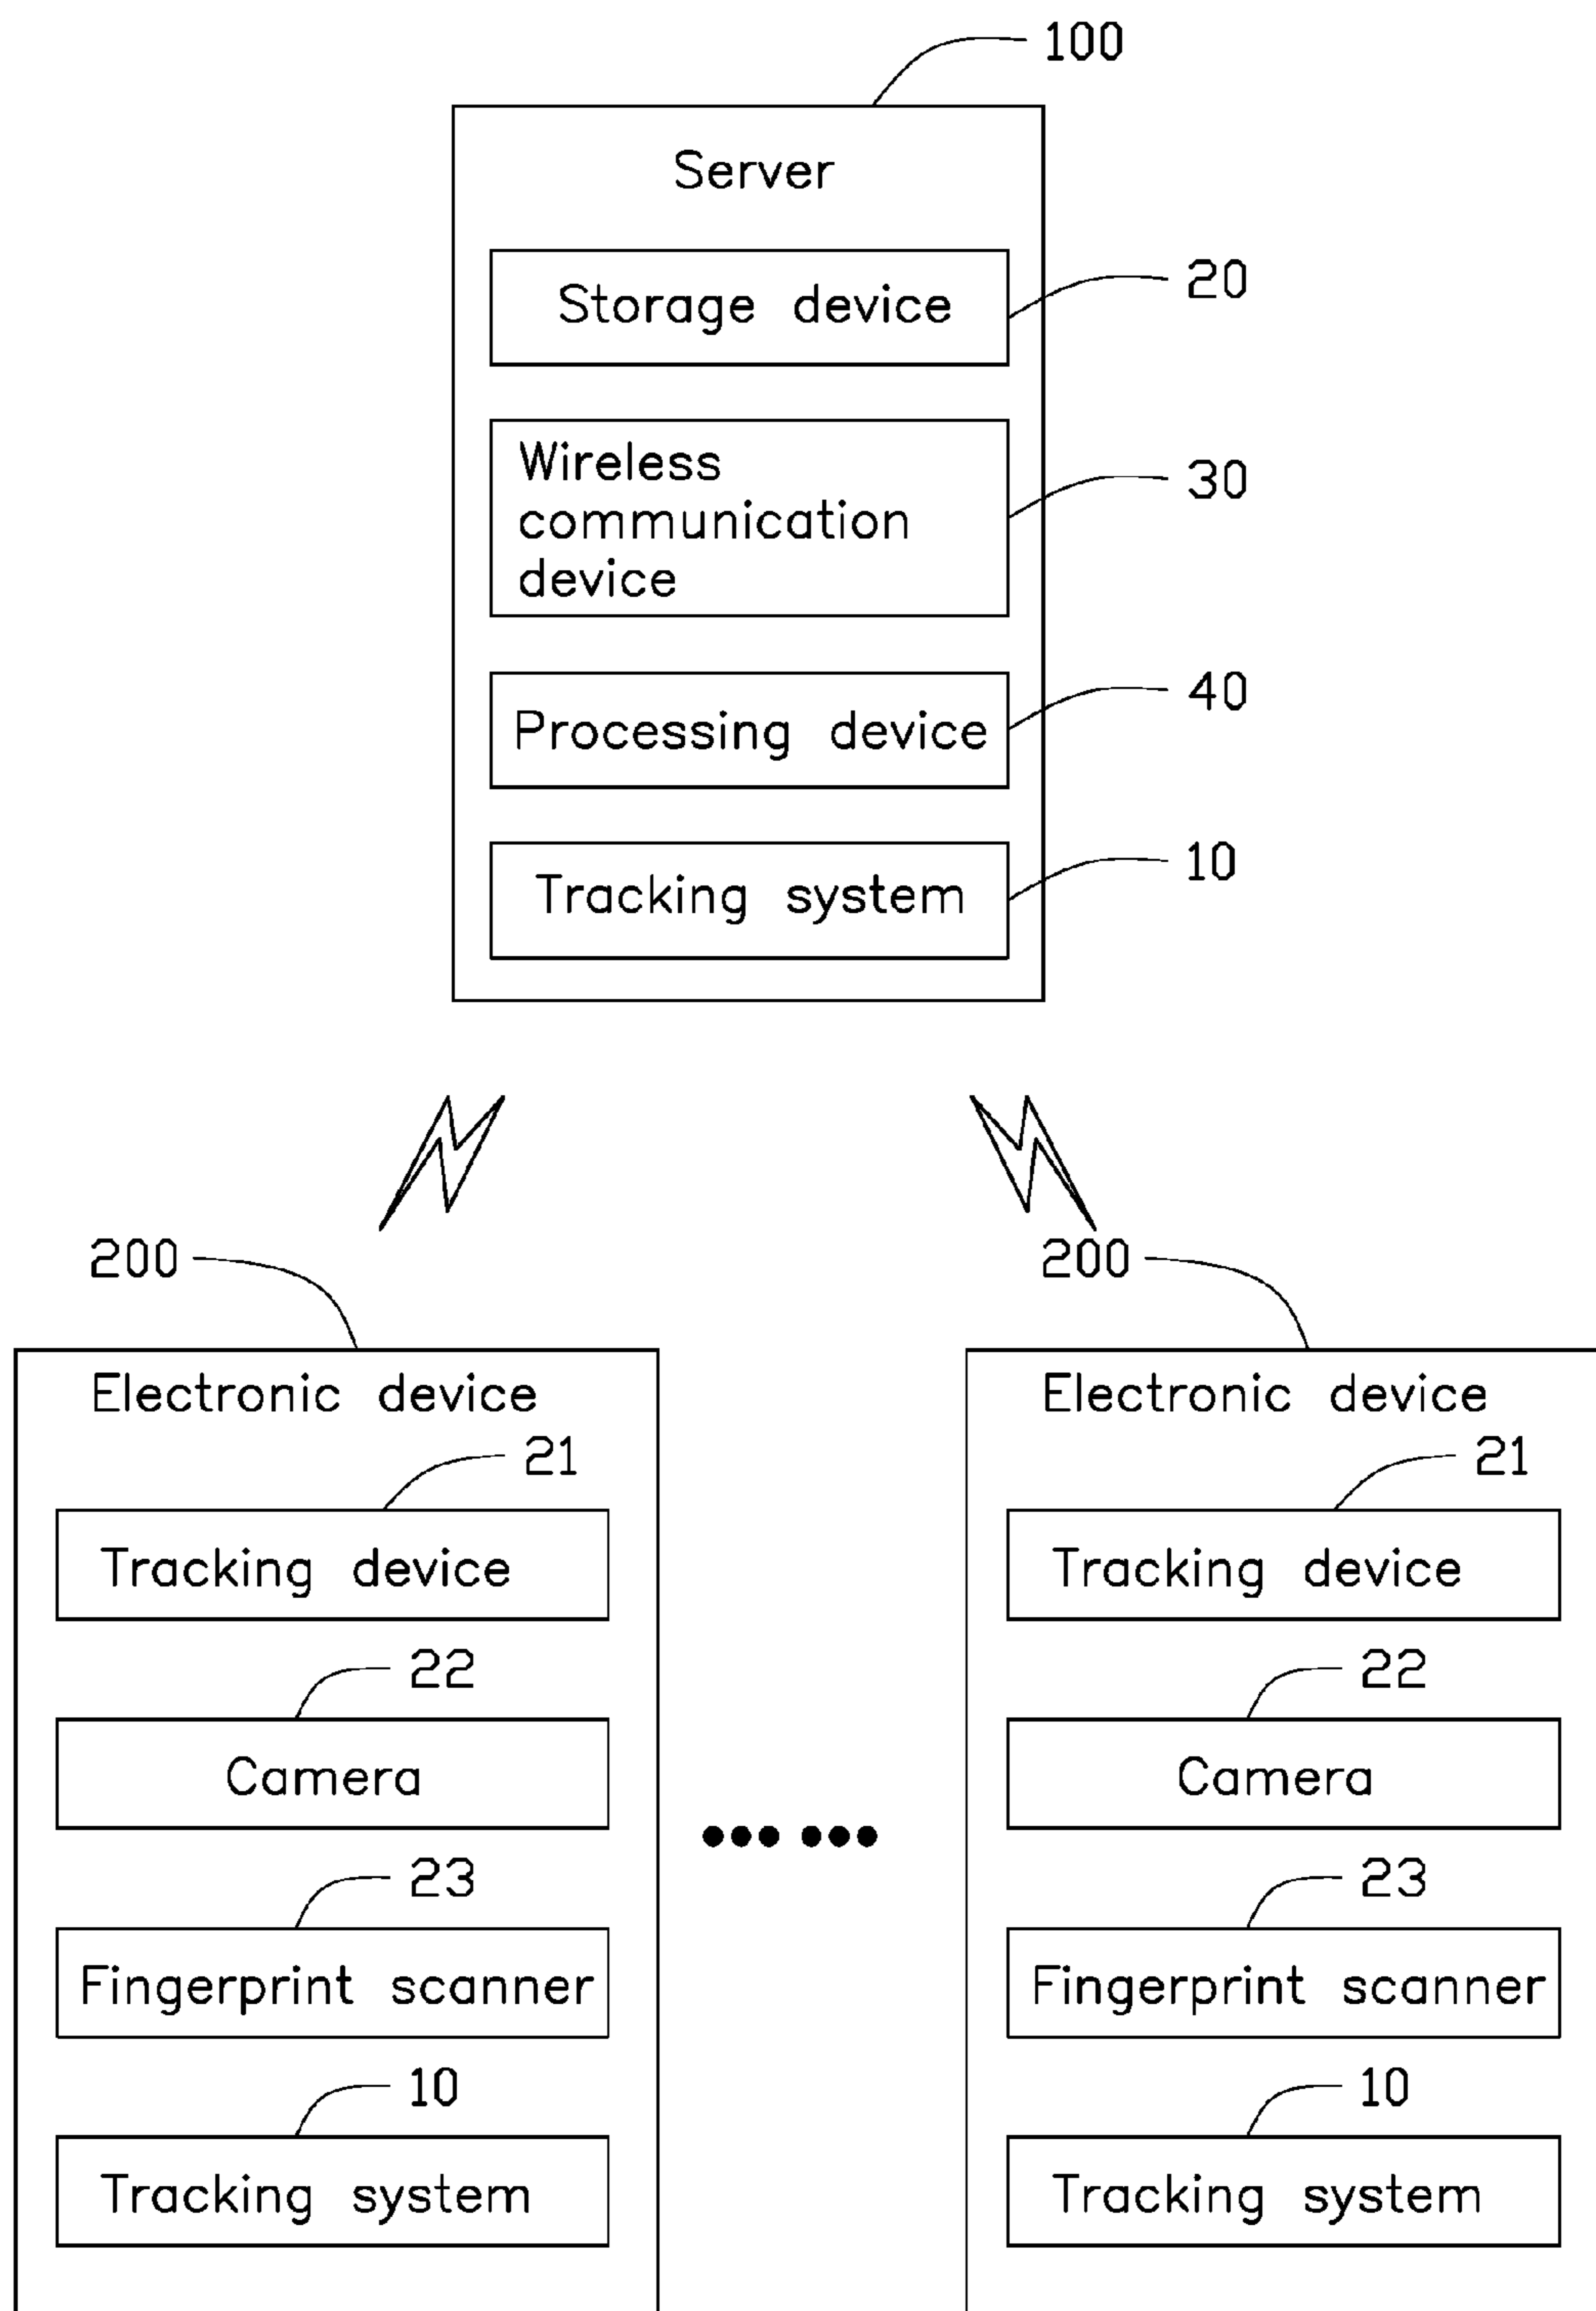 100
Server
Storage device
20
Wireless
communication
device
30
Processing device
40
Tracking system
10
200
Electronic device
21
Tracking device
22
Camera
23
Fingerprint scanner
10
Tracking system
200
Electronic device
21
Tracking device
22
Camera
23
Fingerprint scanner
10
Tracking system